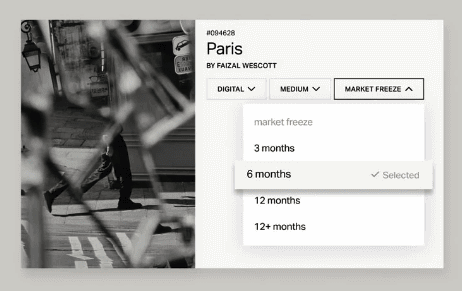 #094628
Paris
BY FAIZAL WESCOTT
DIGITAL MEDIUM MARKET FREEZE
market freeze
3 months
6 months Selected
12 months
12+ months